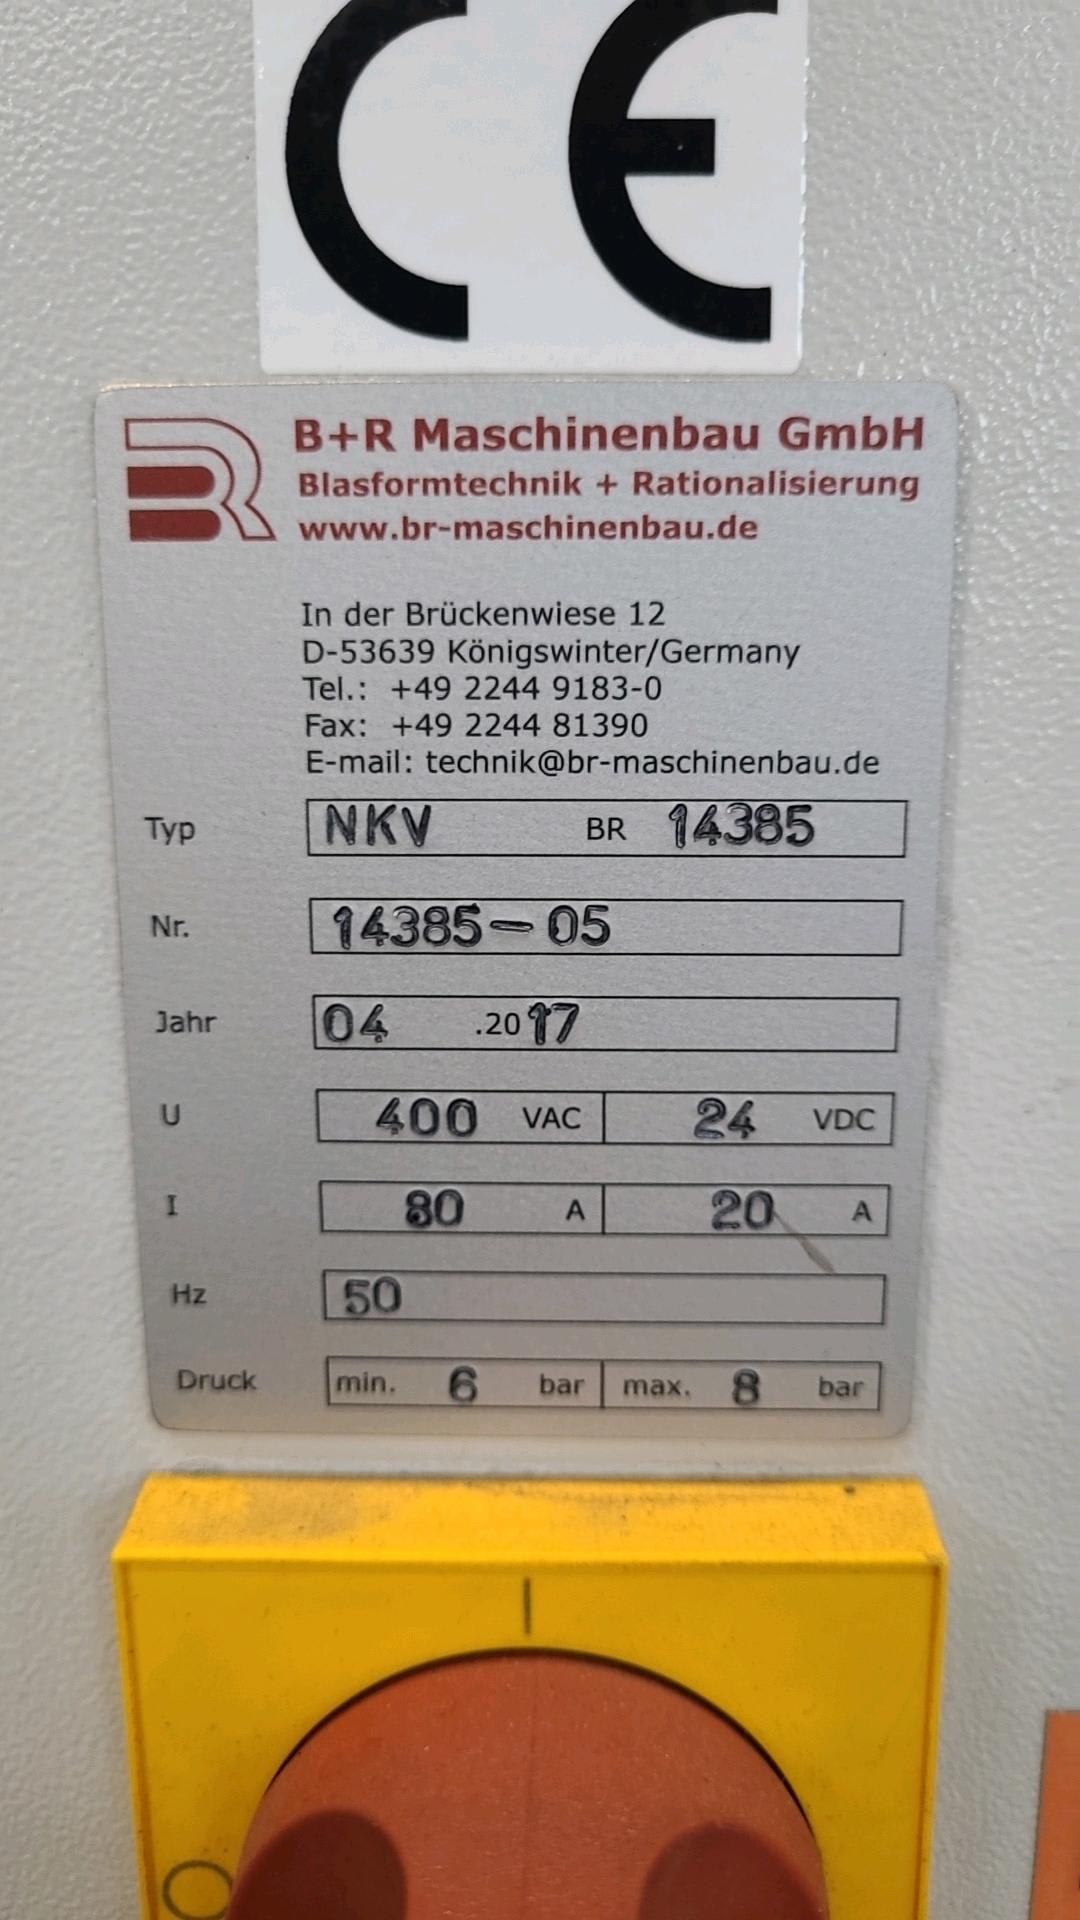 CE
B+R Maschinenbau GmbH
Blasformtechnik + Rationalisierung
www.br-maschinenbau.de
In der Brückenwiese 12
D-53639 Königswinter/Germany
Tel.: +49 2244 9183-0
Fax: +49 2244 81390
E-mail: technik@br-maschinenbau.de
Typ NKV BR 14385
Nr. 14385-05
Jahr 04 .2017
U 400 VAC 24 VDC
I 80 A 20 A
Hz 50
Druck min. 6 bar max. 8 bar
I
O